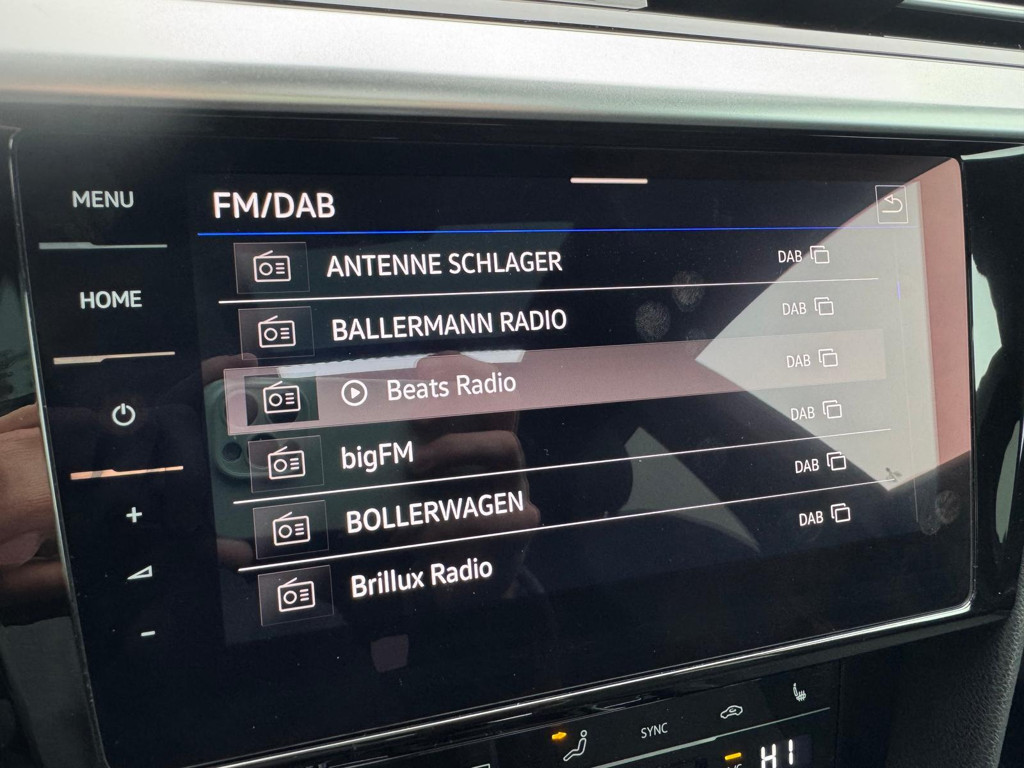 MENU
FM/DAB
ANTENNE SCHLAGER DAB
HOME
BALLERMANN RADIO DAB
Beats Radio DAB
bigFM DAB
BOLLERWAGEN DAB
Brillux Radio DAB
+
-
SYNC
HI